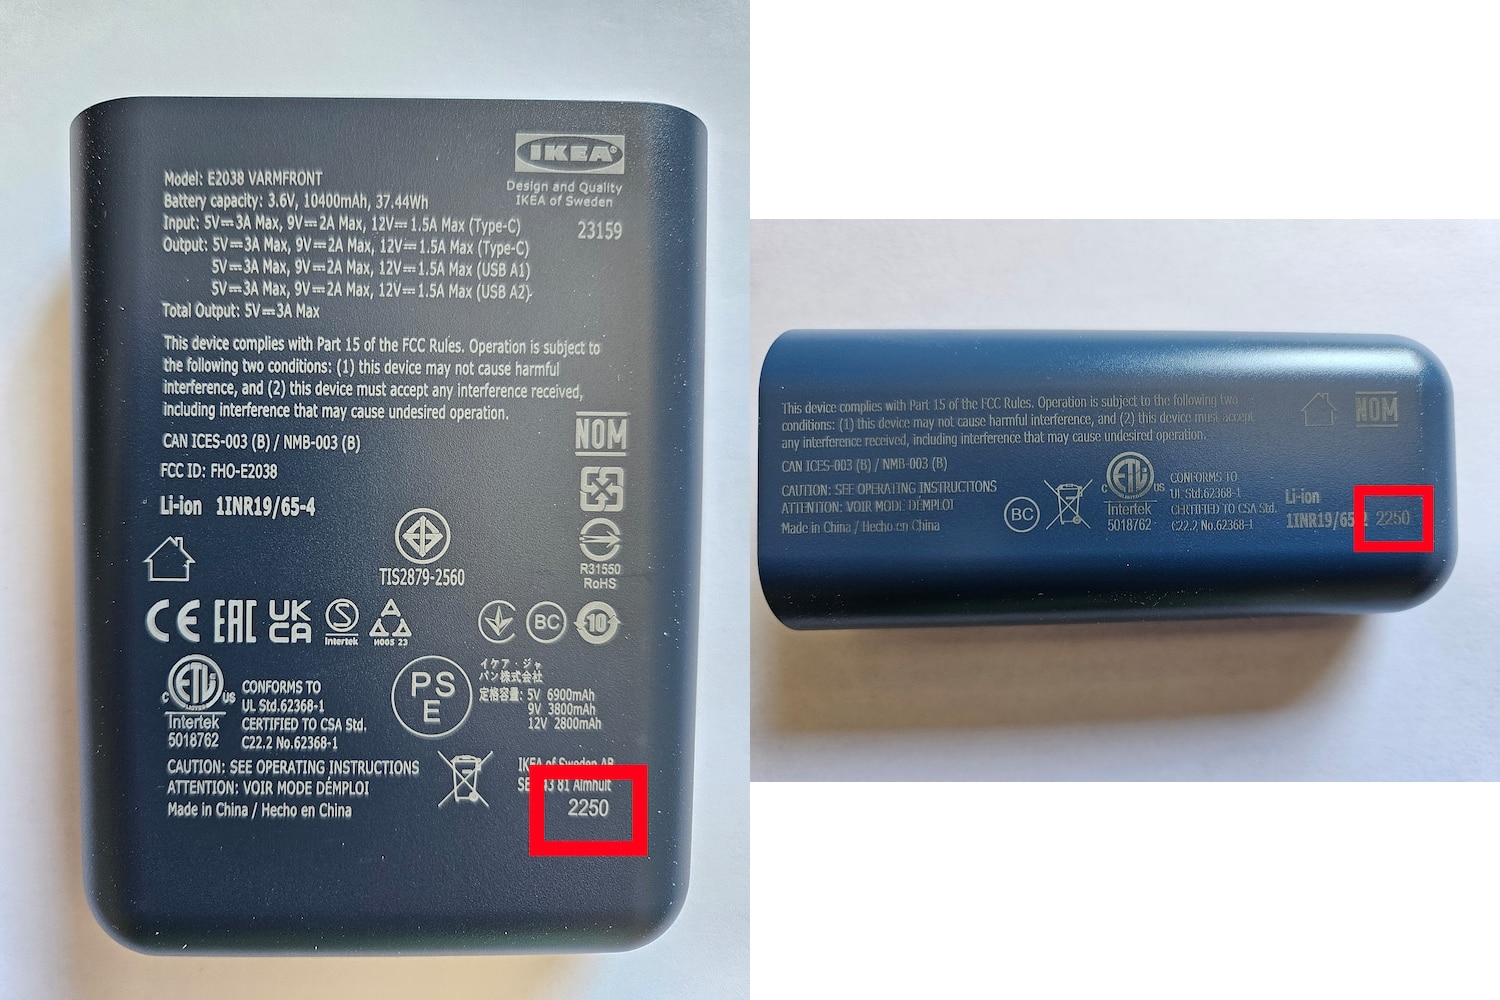 IKEA®
Design and Quality
IKEA of Sweden
23159
Model: E2038 VARMFRONT
Battery capacity: 3.6V, 10400mAh, 37.44Wh
Input: 5V⎓3A Max, 9V⎓2A Max, 12V⎓1.5A Max (Type-C)
Output: 5V⎓3A Max, 9V⎓2A Max, 12V⎓1.5A Max (Type-C)
5V⎓3A Max, 9V⎓2A Max, 12V⎓1.5A Max (USB A1)
5V⎓3A Max, 9V⎓2A Max, 12V⎓1.5A Max (USB A2).
Total Output: 5V⎓3A Max
This device complies with Part 15 of the FCC Rules. Operation is subject to
the following two conditions: (1) this device may not cause harmful
interference, and (2) this device must accept any interference received,
including interference that may cause undesired operation.
CAN ICES-003 (B) / NMB-003 (B)
NOM
FCC ID: FHO-E2038
Li-ion 1INR19/65-4
TIS2879-2560
R31550
RoHS
CE EAC UK
CA
S
Intertek
BC
10
c ETL us
LISTED
Intertek
5018762
CONFORMS TO
UL Std.62368-1
CERTIFIED TO CSA Std.
C22.2 No.62368-1
PS
E
イケア・ジャ
パン株式会社
定格容量: 5V 6900mAh
9V 3800mAh
12V 2800mAh
CAUTION: SEE OPERATING INSTRUCTIONS
ATTENTION: VOIR MODE DÉMPLOI
Made in China / Hecho en China
IKEA of Sweden AB
81 Älmhult
2250
This device complies with Part 15 of the FCC Rules. Operation is subject to the following two
conditions: (1) this device may not cause harmful interference, and (2) this device must accept
any interference received, including interference that may cause undesired operation.
NOM
CAN ICES-003 (B) / NMB-003 (B)
CAUTION: SEE OPERATING INSTRUCTIONS
ATTENTION: VOIR MODE DÉMPLOI
Made in China / Hecho en China
BC
c ETL us
LISTED
Intertek
5018762
CONFORMS TO
UL Std.62368-1
CERTIFIED TO CSA Std.
C22.2 No.62368-1
Li-ion
1INR19/65-2
2250